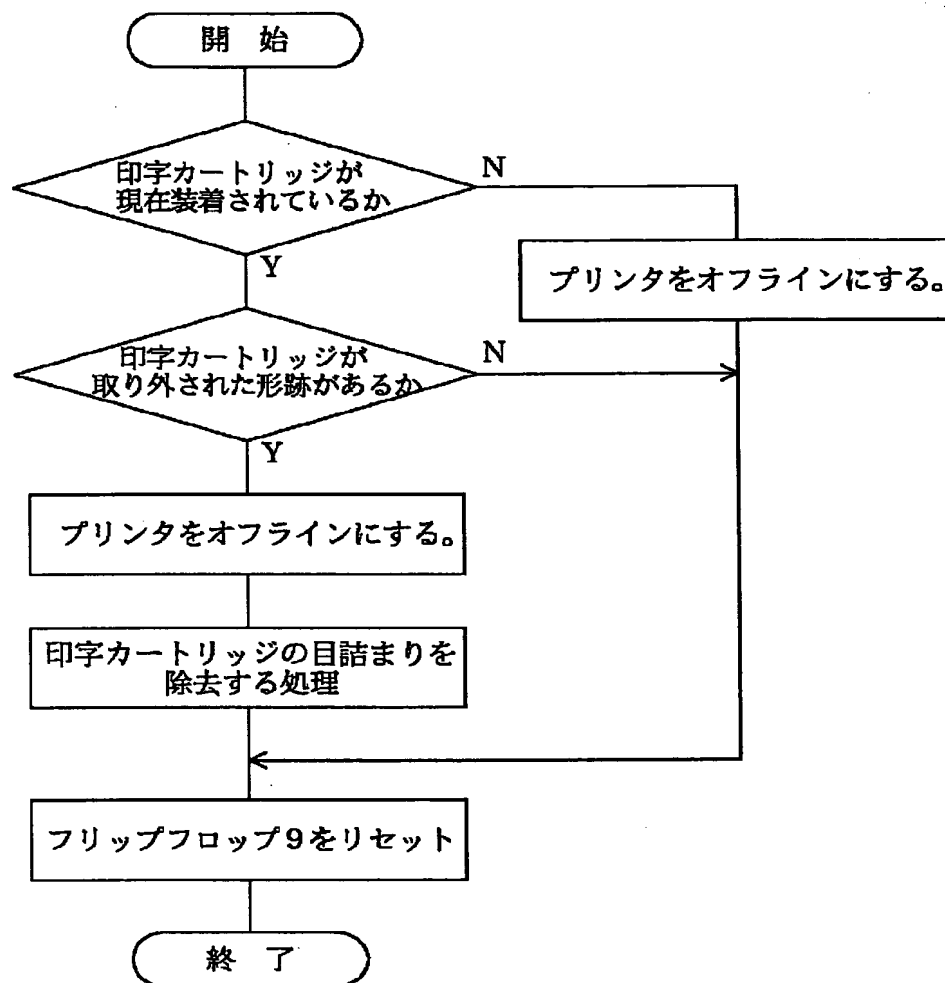 開 始
印字カートリッジが
現在装着されているか
N
Y
プリンタをオフラインにする。
印字カートリッジが
取り外された形跡があるか
N
Y
プリンタをオフラインにする。
印字カートリッジの目詰まりを
除去する処理
フリップフロップ9をリセット
終 了